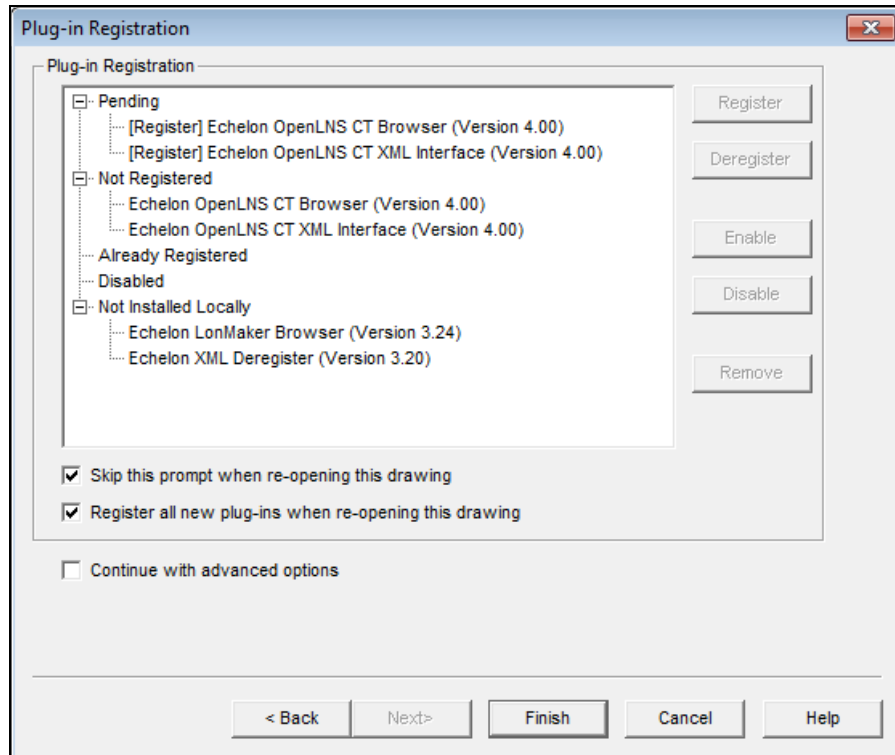 Plug-in Registration
Plug-in Registration
Pending
[Register] Echelon OpenLNS CT Browser (Version 4.00)
[Register] Echelon OpenLNS CT XML Interface (Version 4.00)
Not Registered
Echelon OpenLNS CT Browser (Version 4.00)
Echelon OpenLNS CT XML Interface (Version 4.00)
Already Registered
Disabled
Not Installed Locally
Echelon LonMaker Browser (Version 3.24)
Echelon XML Deregister (Version 3.20)
Register
Deregister
Enable
Disable
Remove
Skip this prompt when re-opening this drawing
Register all new plug-ins when re-opening this drawing
Continue with advanced options
< Back
Next>
Finish
Cancel
Help